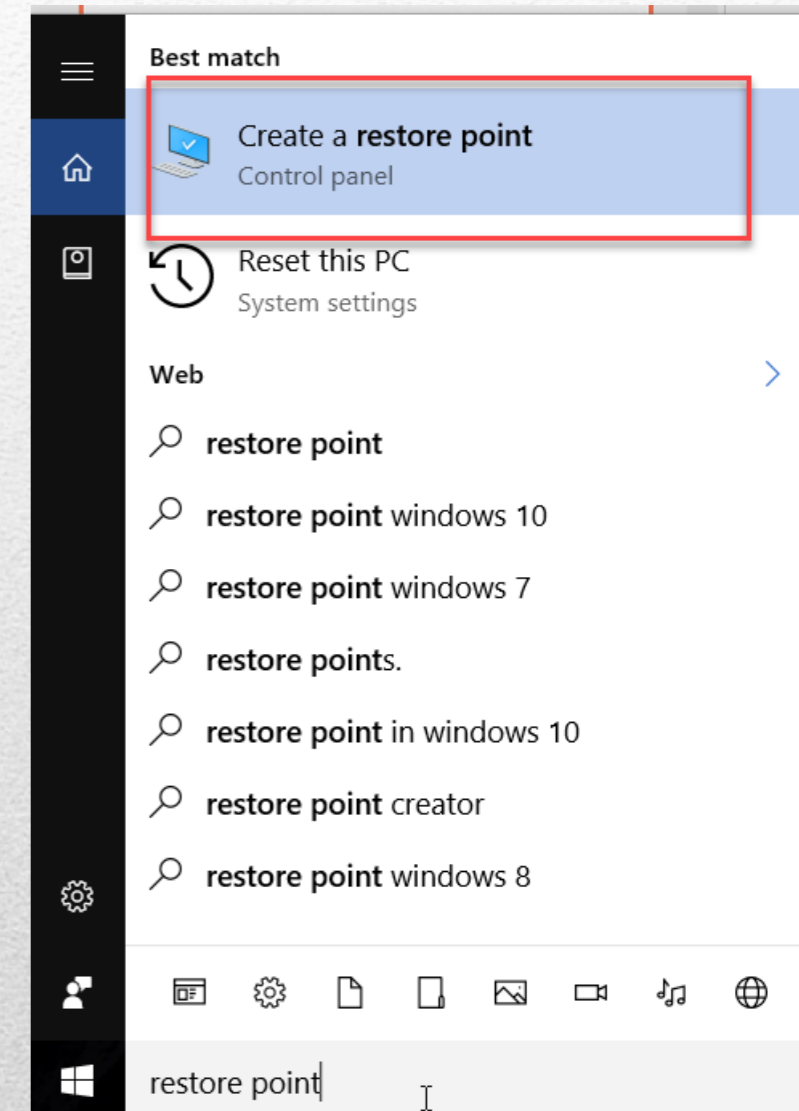 Best match
Create a restore point
Control panel
Reset this PC
System settings
Web
restore point
restore point windows 10
restore point windows 7
restore points.
restore point in windows 10
restore point creator
restore point windows 8
restore point